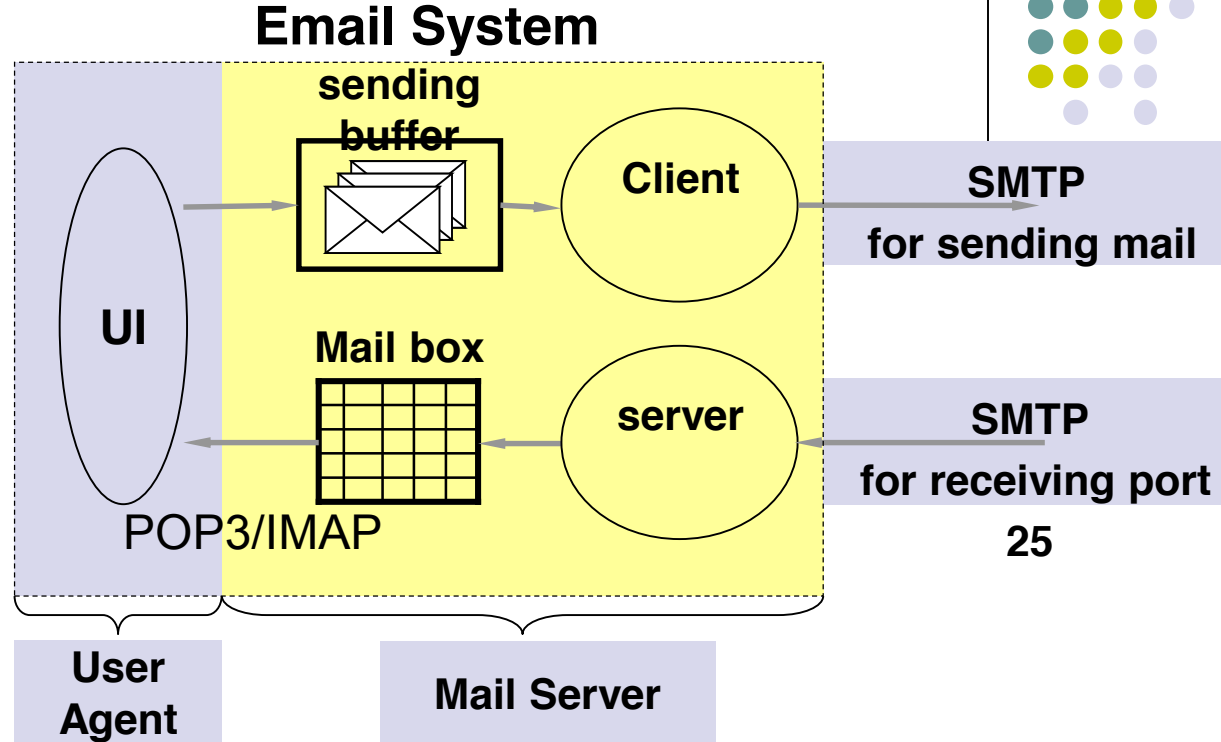 Email System
sending
buffer
Client
SMTP
for sending mail
UI
Mail box
server
SMTP
for receiving port
25
POP3/IMAP
User
Agent
Mail Server